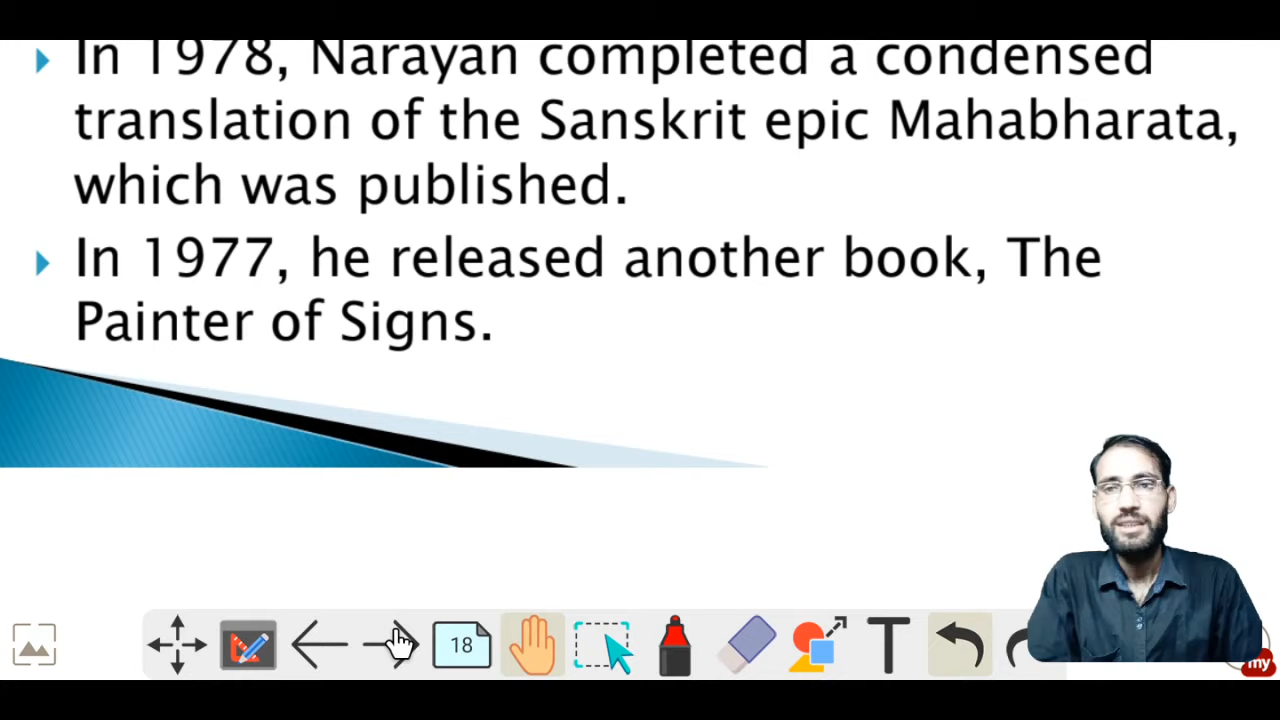 In 1978, Narayan completed a condensed
translation of the Sanskrit epic Mahabharata,
which was published.
In 1977, he released another book, The
Painter of Signs.
18
T
my